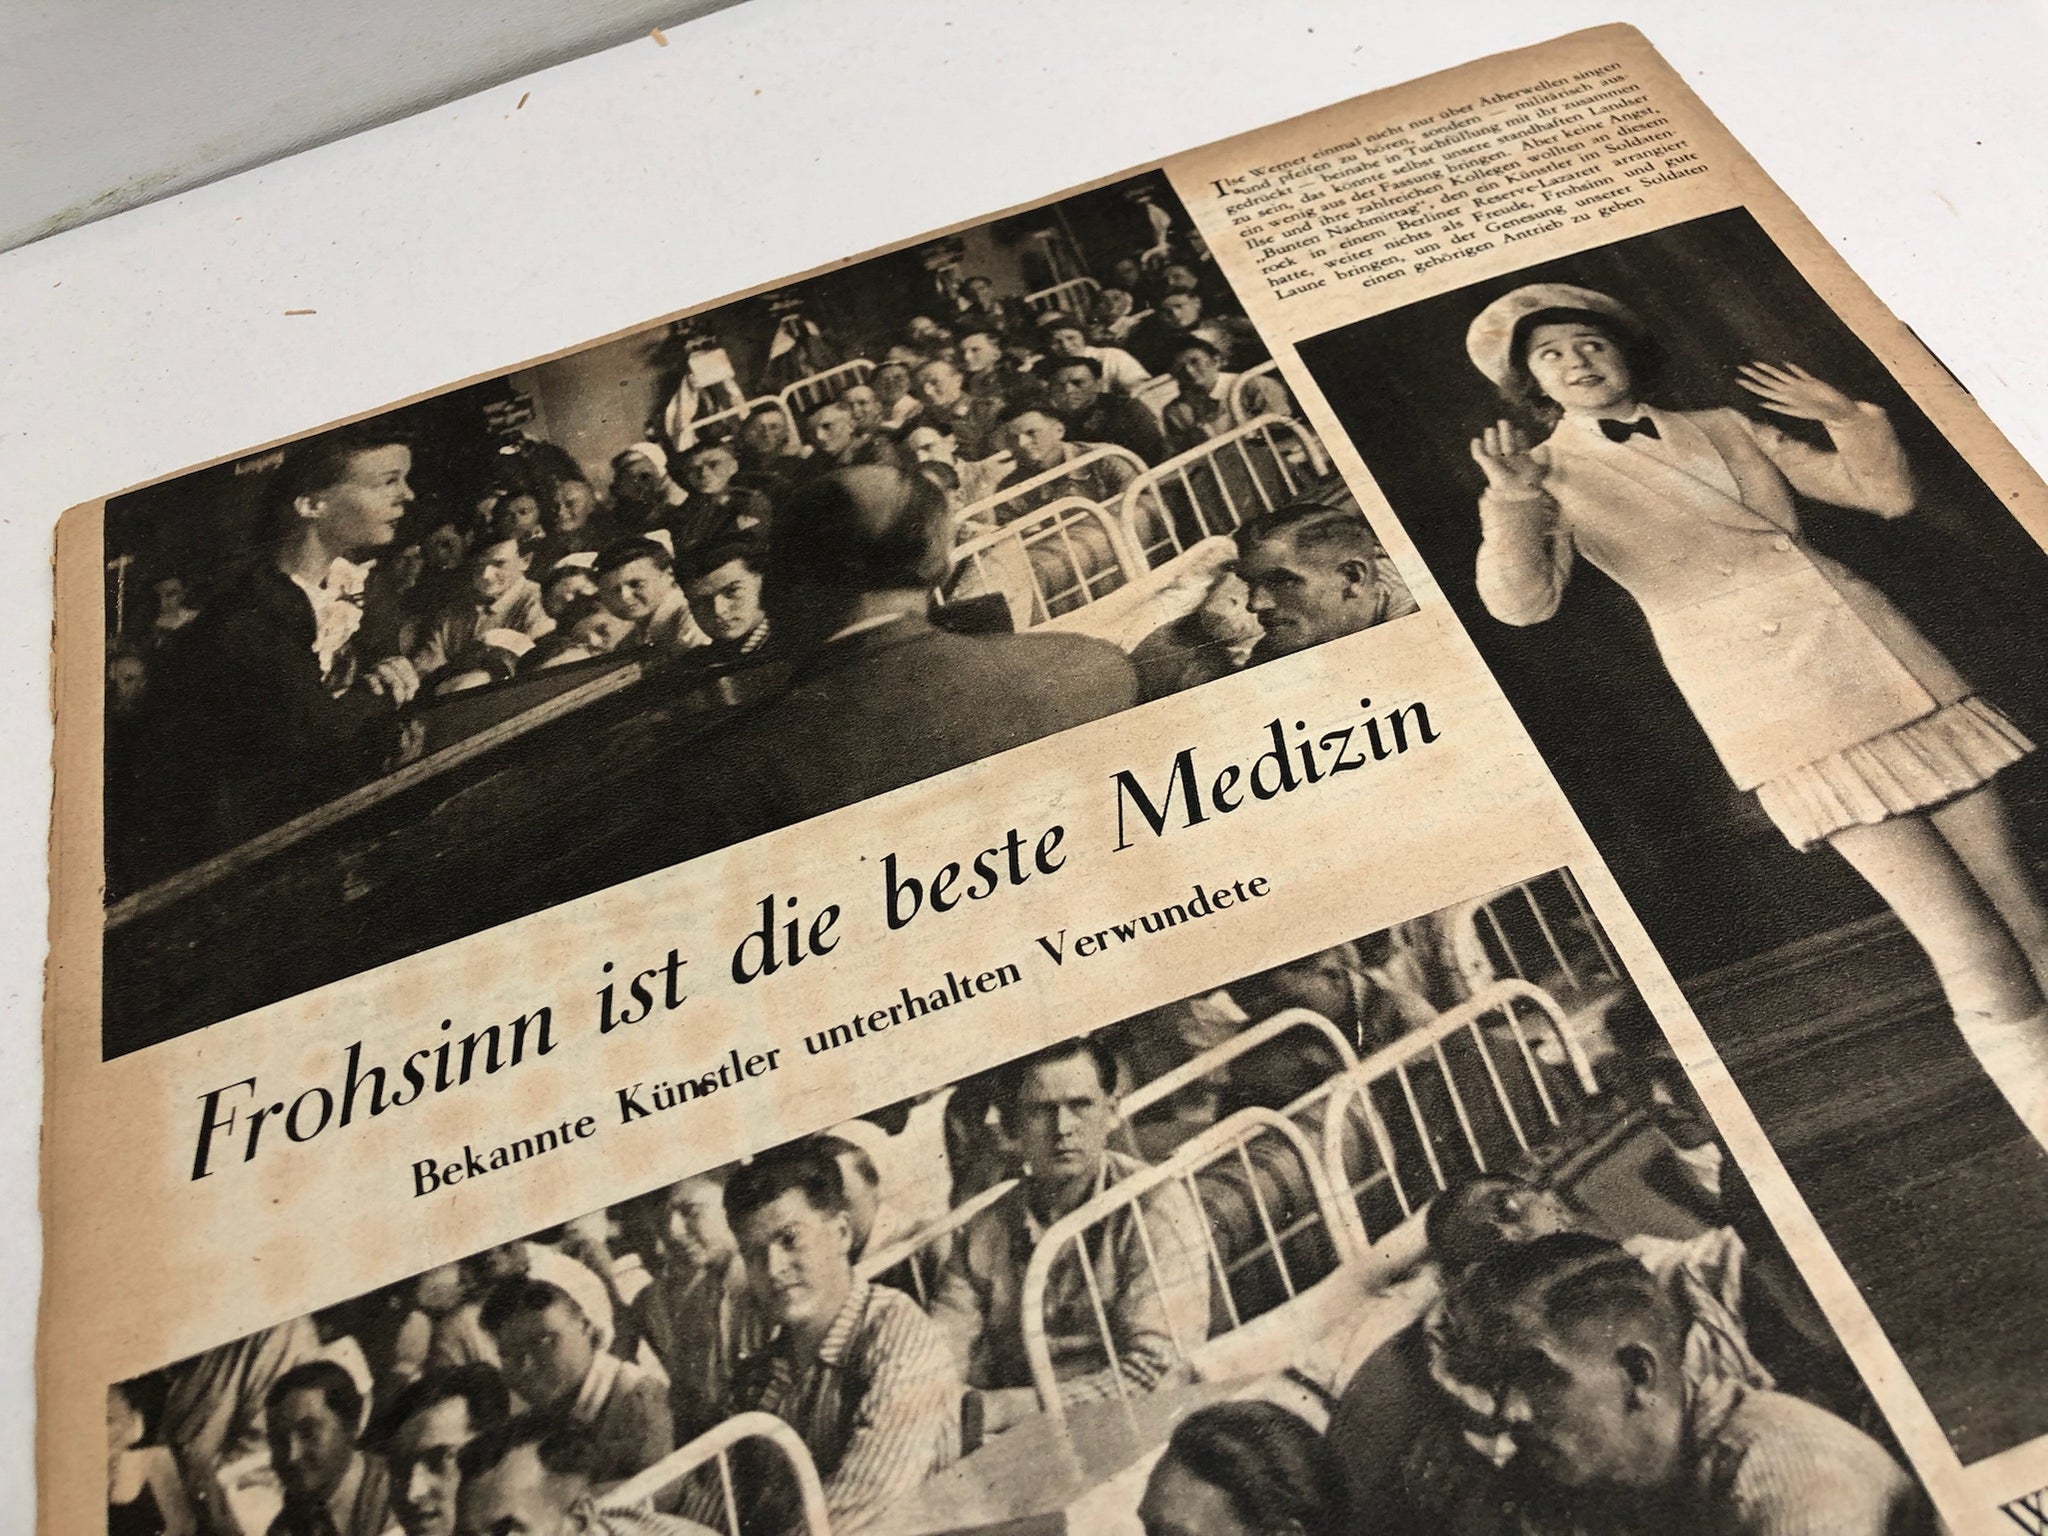 Ilse Werner einmal nicht nur über Ätherwellen singen
und pfeifen zu hören, sondern — militärisch aus-
gedrückt — beinahe in Tuchfüllung mit ihr zusammen
zu sein, das könnte selbst unsere standhaften Landser
ein wenig aus der Fassung bringen. Aber keine Angst,
Ilse und ihre zahlreichen Kollegen wollten an diesem
„Bunten Nachmittag“, den ein Künstler im Soldaten-
rock in einem Berliner Reserve-Lazarett arrangiert
hatte, weiter nichts als Freude, Frohsinn und gute
Laune bringen, um der Genesung unserer Soldaten
einen gehörigen Antrieb zu geben
Frohsinn ist die beste Medizin
Bekannte Künstler unterhalten Verwundete